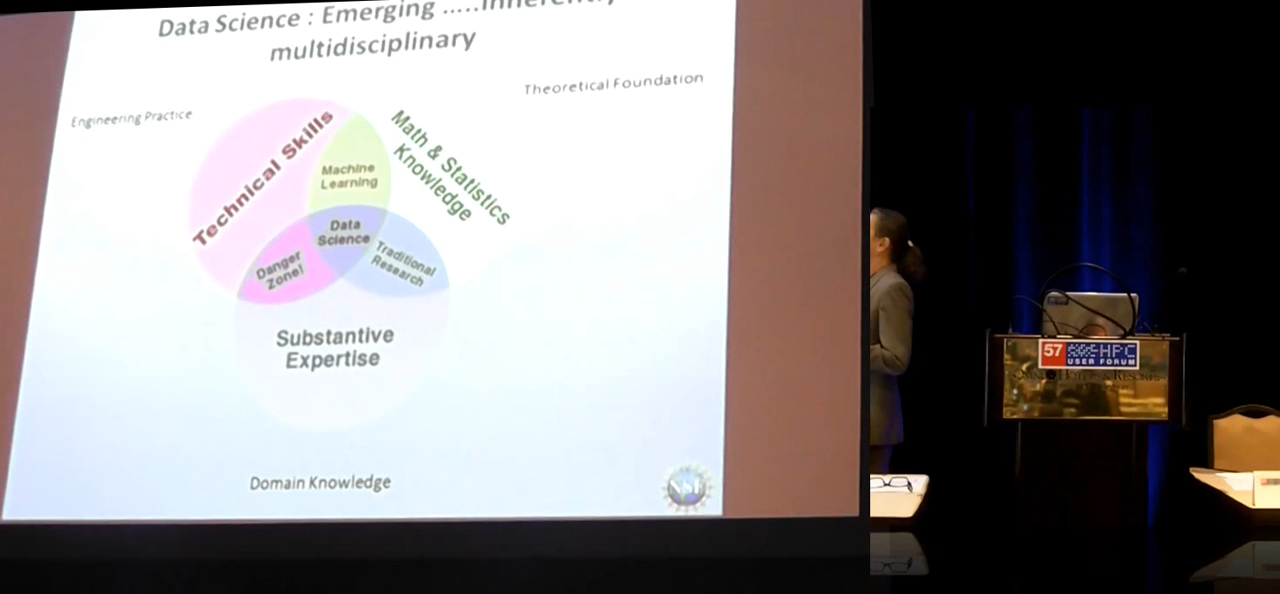 Data Science : Emerging .....Inherently
multidisciplinary
Theoretical Foundation
Engineering Practice
Technical Skills
Math & Statistics
Knowledge
Machine
Learning
Data
Science
Traditional
Research
Danger
Zone!
Substantive
Expertise
Domain Knowledge
NSF
57
HPC
USER FORUM